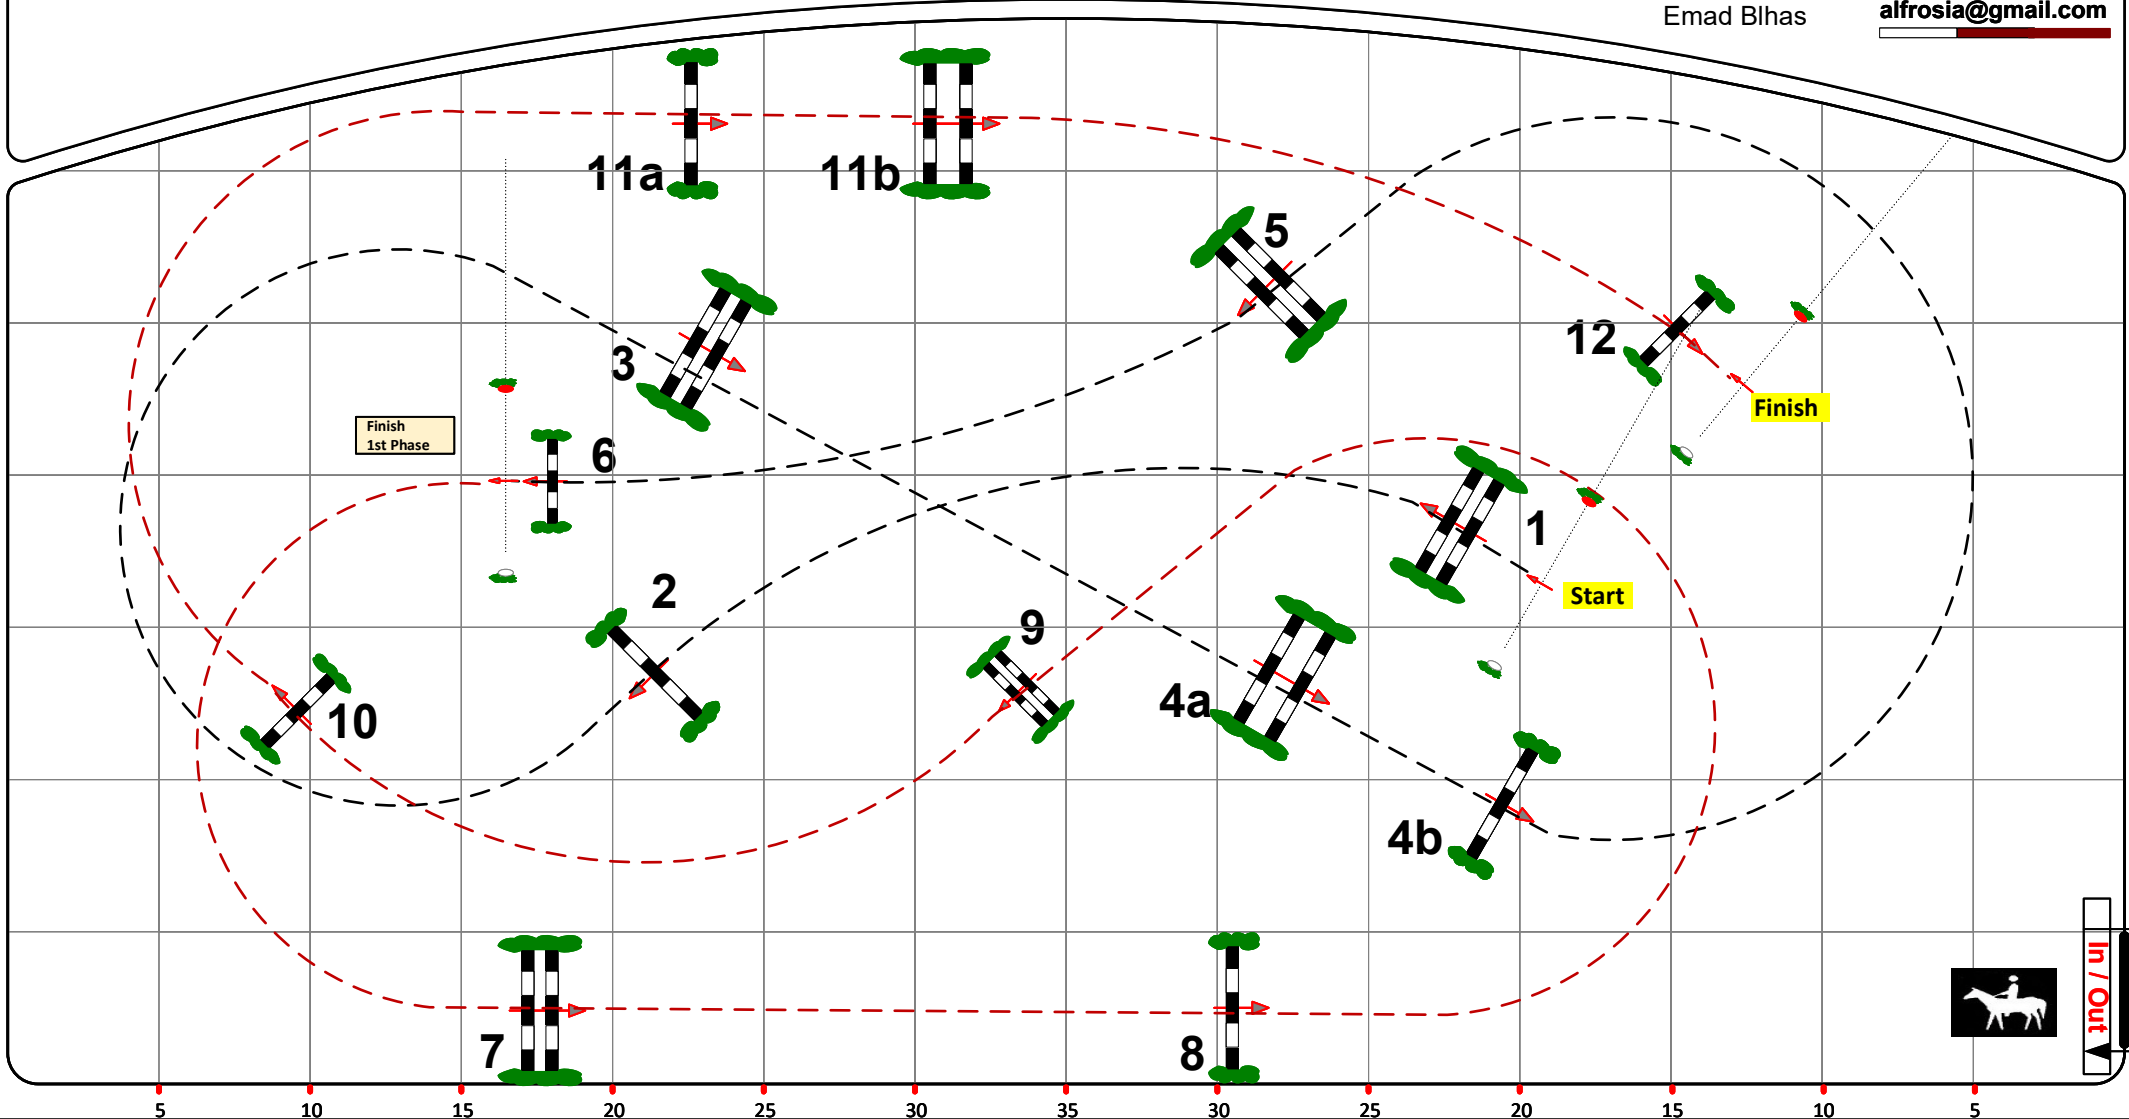 Emad Blhas
alfrosia@gmail.com
11a
11b
5
3
12
Finish
Finish
1st Phase
6
1
2
Start
9
4a
10
4b
In / Out
7
8
5 10 15 20 25 30 35 30 25 20 15 10 5